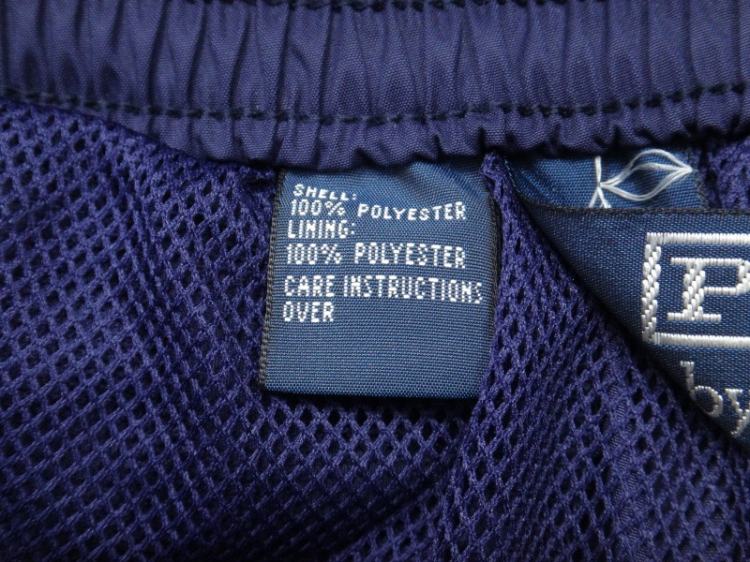 SHELL:
100% POLYESTER
LINING:
100% POLYESTER
CARE INSTRUCTIONS
OVER
P
by